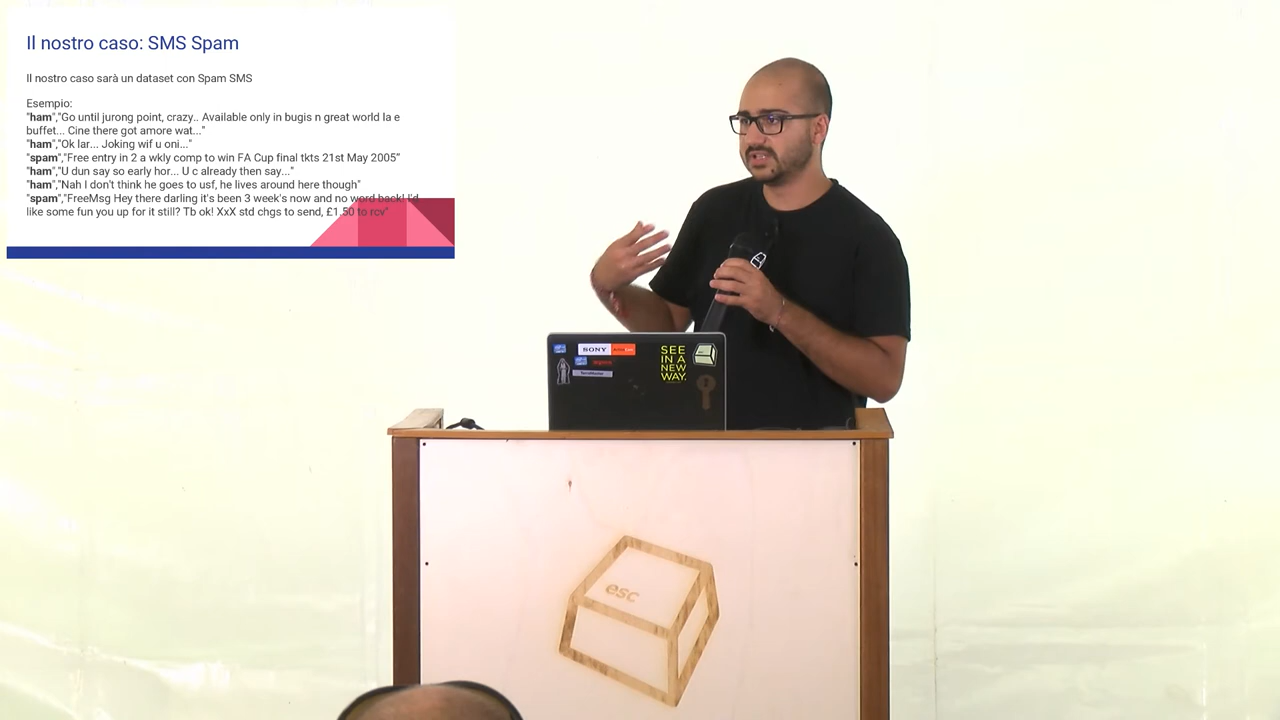 Il nostro caso: SMS Spam
Il nostro caso sarà un dataset con Spam SMS
Esempio:
"ham","Go until jurong point, crazy.. Available only in bugis n great world la e
buffet... Cine there got amore wat..."
"ham","Ok lar... Joking wif u oni..."
"spam","Free entry in 2 a wkly comp to win FA Cup final tkts 21st May 2005"
"ham","U dun say so early hor... U c already then say..."
"ham","Nah I don't think he goes to usf, he lives around here though"
"spam","FreeMsg Hey there darling it's been 3 week's now and no word back! I'd
like some fun you up for it still? Tb ok! XxX std chgs to send, £1.50 to rcv"
SONY
SEE
IN A
NEW
WAY.
esc